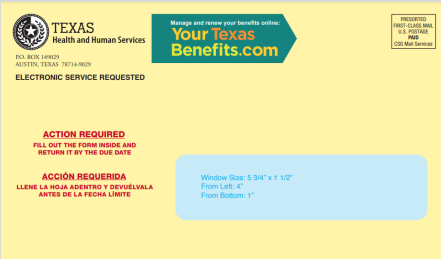 TEXAS
Health and Human Services
P.O. BOX 149029
AUSTIN, TEXAS 78714-9029
ELECTRONIC SERVICE REQUESTED
Manage and renew your benefits online:
YourTexas
Benefits.com
PRESORTED
FIRST-CLASS MAIL
U.S. POSTAGE
PAID
CSG Mail Services
ACTION REQUIRED
FILL OUT THE FORM INSIDE AND
RETURN IT BY THE DUE DATE
ACCIÓN REQUERIDA
LLENE LA HOJA ADENTRO Y DEVUÉLVALA
ANTES DE LA FECHA LÍMITE
Window Size: 5 3/4" x 1 1/2"
From Left: 4"
From Bottom: 1"